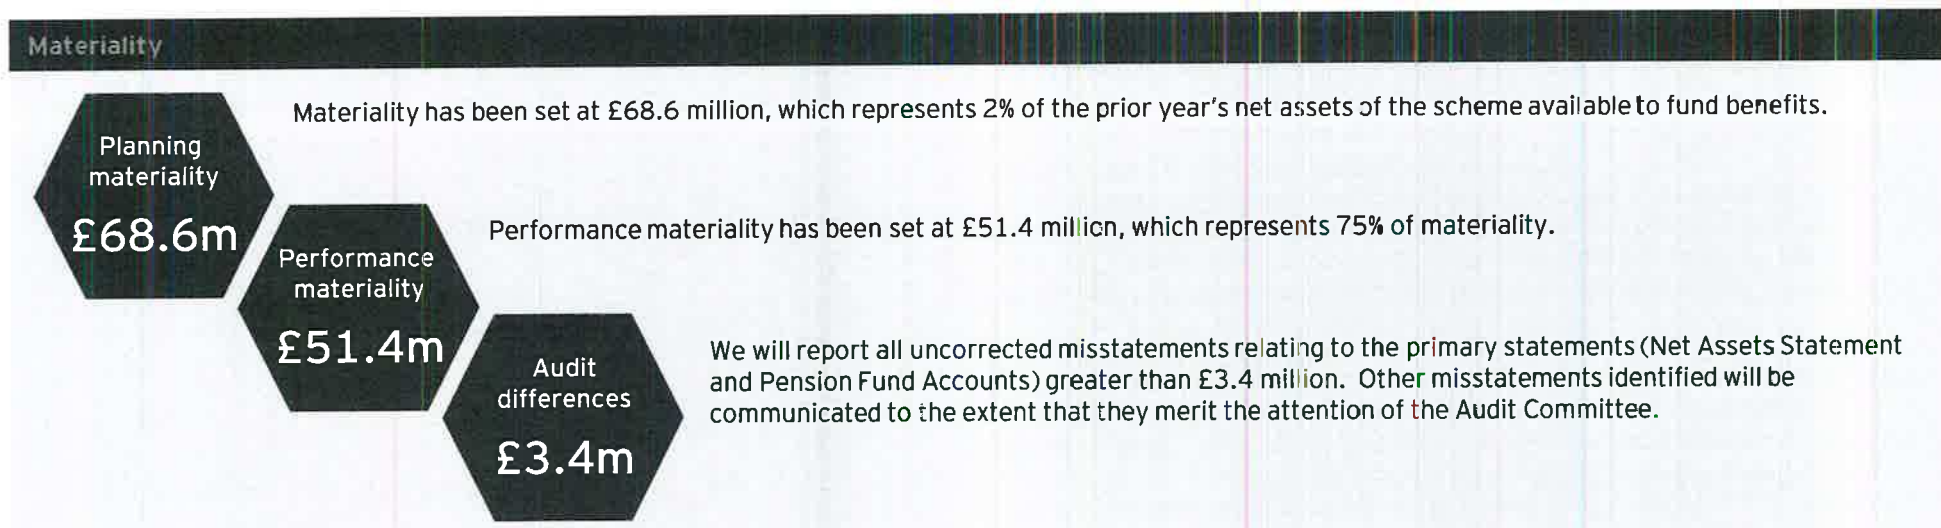 Materiality
Materiality has been set at £68.6 million, which represents 2% of the prior year's net assets of the scheme available to fund benefits.
Planning
materiality
£68.6m
Performance materiality has been set at £51.4 million, which represents 75% of materiality.
Performance
materiality
£51.4m
We will report all uncorrected misstatements relating to the primary statements (Net Assets Statement
and Pension Fund Accounts) greater than £3.4 million. Other misstatements identified will be
communicated to the extent that they merit the attention of the Audit Committee.
Audit
differences
£3.4m